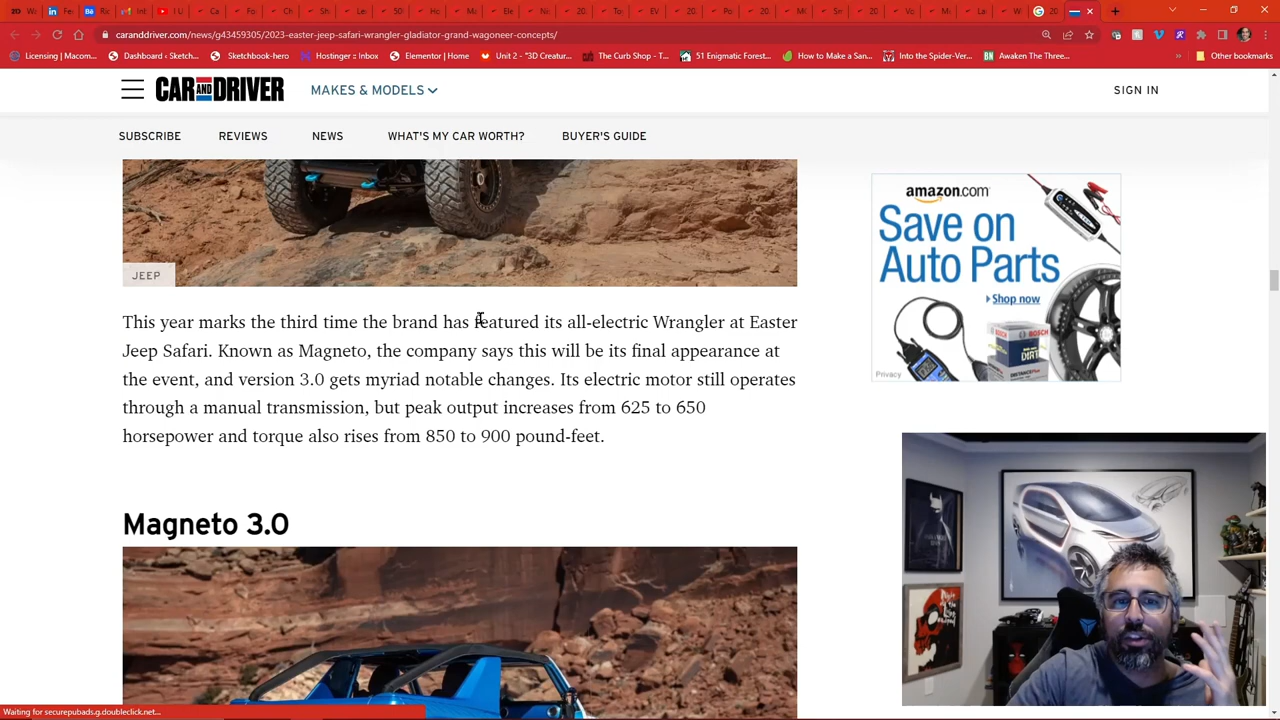 caranddriver.com/news/g43459305/2023-easter-jeep-safari-wrangler-gladiator-grand-wagoneer-concepts/
Licensing | Macom...
Dashboard ‹ Sketch...
Sketchbook-hero
Elementor | Home
Hostinger :: Inbox
Unit 2 - "3D Creatur...
The Curb Shop - T...
51 Enigmatic Forest...
How to Make a San...
Into the Spider-Ver...
Awaken The Three...
Other bookmarks
CAR AND DRIVER
MAKES & MODELS
SIGN IN
SUBSCRIBE
REVIEWS
NEWS
WHAT'S MY CAR WORTH?
BUYER'S GUIDE
JEEP
This year marks the third time the brand has featured its all-electric Wrangler at Easter
Jeep Safari. Known as Magneto, the company says this will be its final appearance at
the event, and version 3.0 gets myriad notable changes. Its electric motor still operates
through a manual transmission, but peak output increases from 625 to 650
horsepower and torque also rises from 850 to 900 pound-feet.
Magneto 3.0
amazon.com
Save on
Auto Parts
Shop now
BOSCH
Privacy
Waiting for securepubads.g.doubleclick.net...